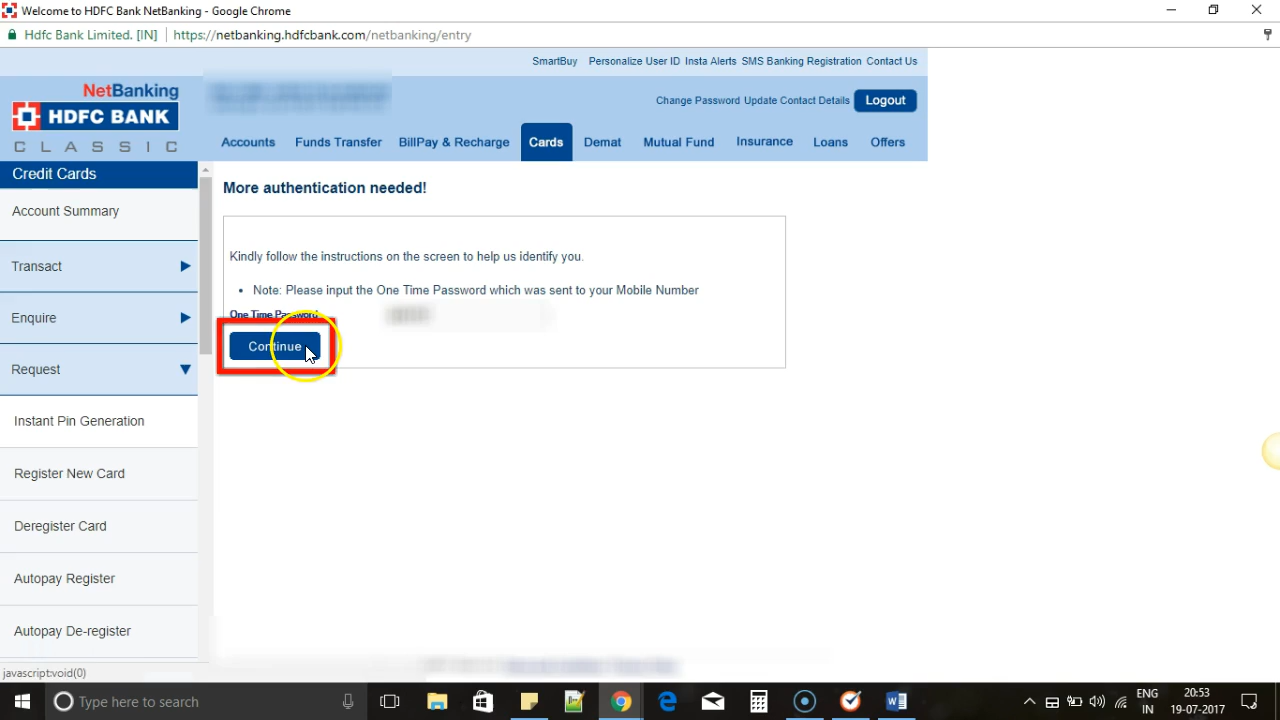 Welcome to HDFC Bank NetBanking - Google Chrome
Hdfc Bank Limited. [IN] https://netbanking.hdfcbank.com/netbanking/entry
SmartBuy Personalize User ID Insta Alerts SMS Banking Registration Contact Us
NetBanking
HDFC BANK
CLASSIC
Change Password Update Contact Details Logout
Accounts Funds Transfer BillPay & Recharge Cards Demat Mutual Fund Insurance Loans Offers
Credit Cards
Account Summary
Transact
Enquire
Request
Instant Pin Generation
Register New Card
Deregister Card
Autopay Register
Autopay De-register
More authentication needed!
Kindly follow the instructions on the screen to help us identify you.
• Note: Please input the One Time Password which was sent to your Mobile Number
One Time Password
Continue
javascript:void(0)
Type here to search
ENG
IN
20:53
19-07-2017